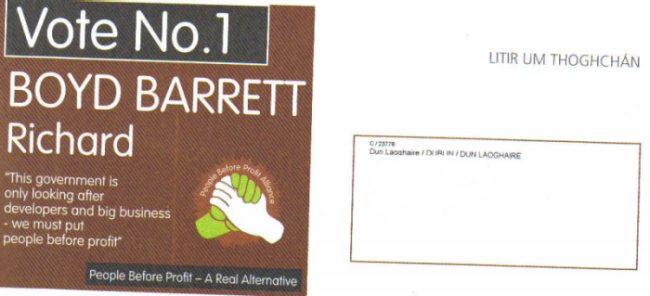 Vote No.1
BOYD BARRETT
Richard
"This government is
only looking after
developers and big business
- we must put
people before profit"
People Before Profit Alliance
People Before Profit – A Real Alternative
LITIR UM THOGHCHÁN
C / 23778
Dun Laoghaire / DUBLIN / DUN LAOGHAIRE